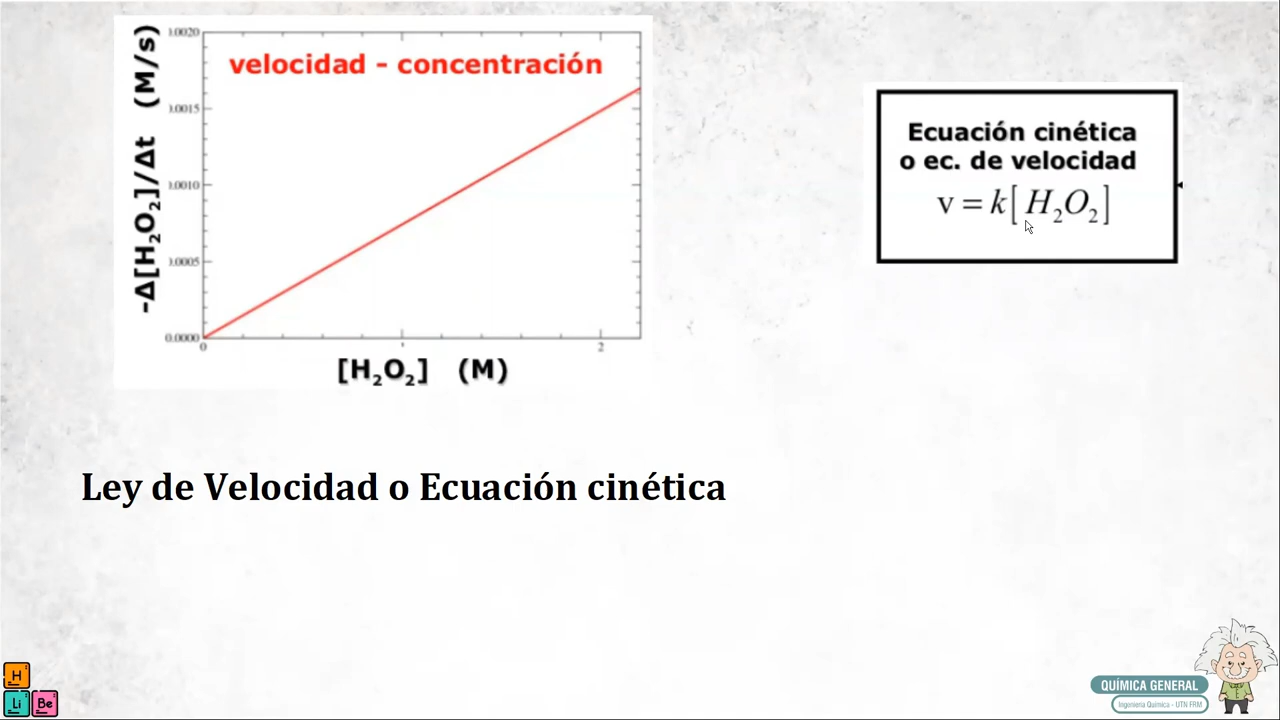 velocidad - concentración
-Δ[H₂O₂]/Δt (M/s)
0.0020
0.0015
0.0010
0.0005
0.0000
0
2
[H₂O₂] (M)
Ecuación cinética
o ec. de velocidad
v = k[H₂O₂]
Ley de Velocidad o Ecuación cinética
H
Li Be
QUÍMICA GENERAL
Ingeniería Química - UTN FRM